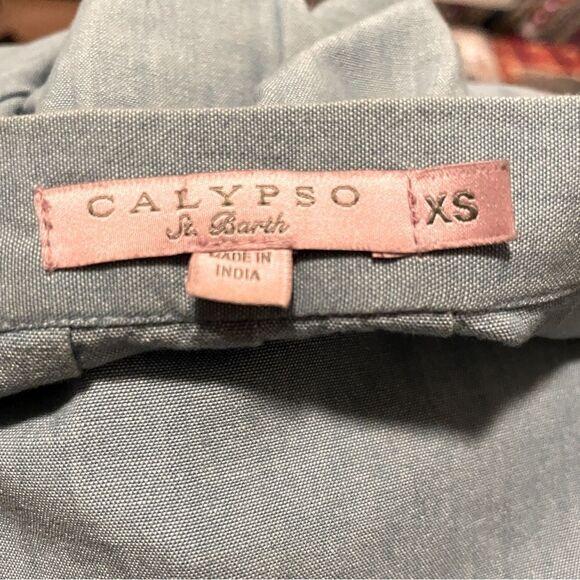 CALYPSO
St. Barth
XS
MADE IN
INDIA